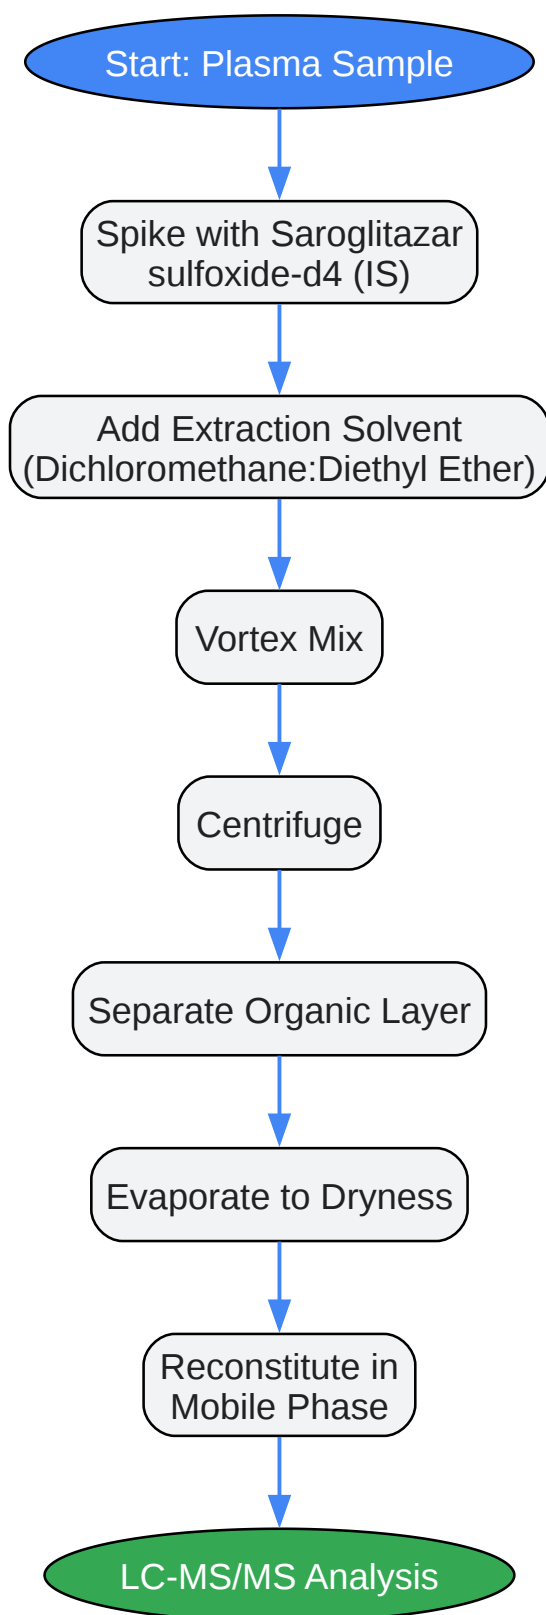 Start: Plasma Sample
Spike with Saroglitazar
sulfoxide-d4 (IS)
Add Extraction Solvent
(Dichloromethane:Diethyl Ether)
Vortex Mix
Centrifuge
Separate Organic Layer
Evaporate to Dryness
Reconstitute in
Mobile Phase
LC-MS/MS Analysis